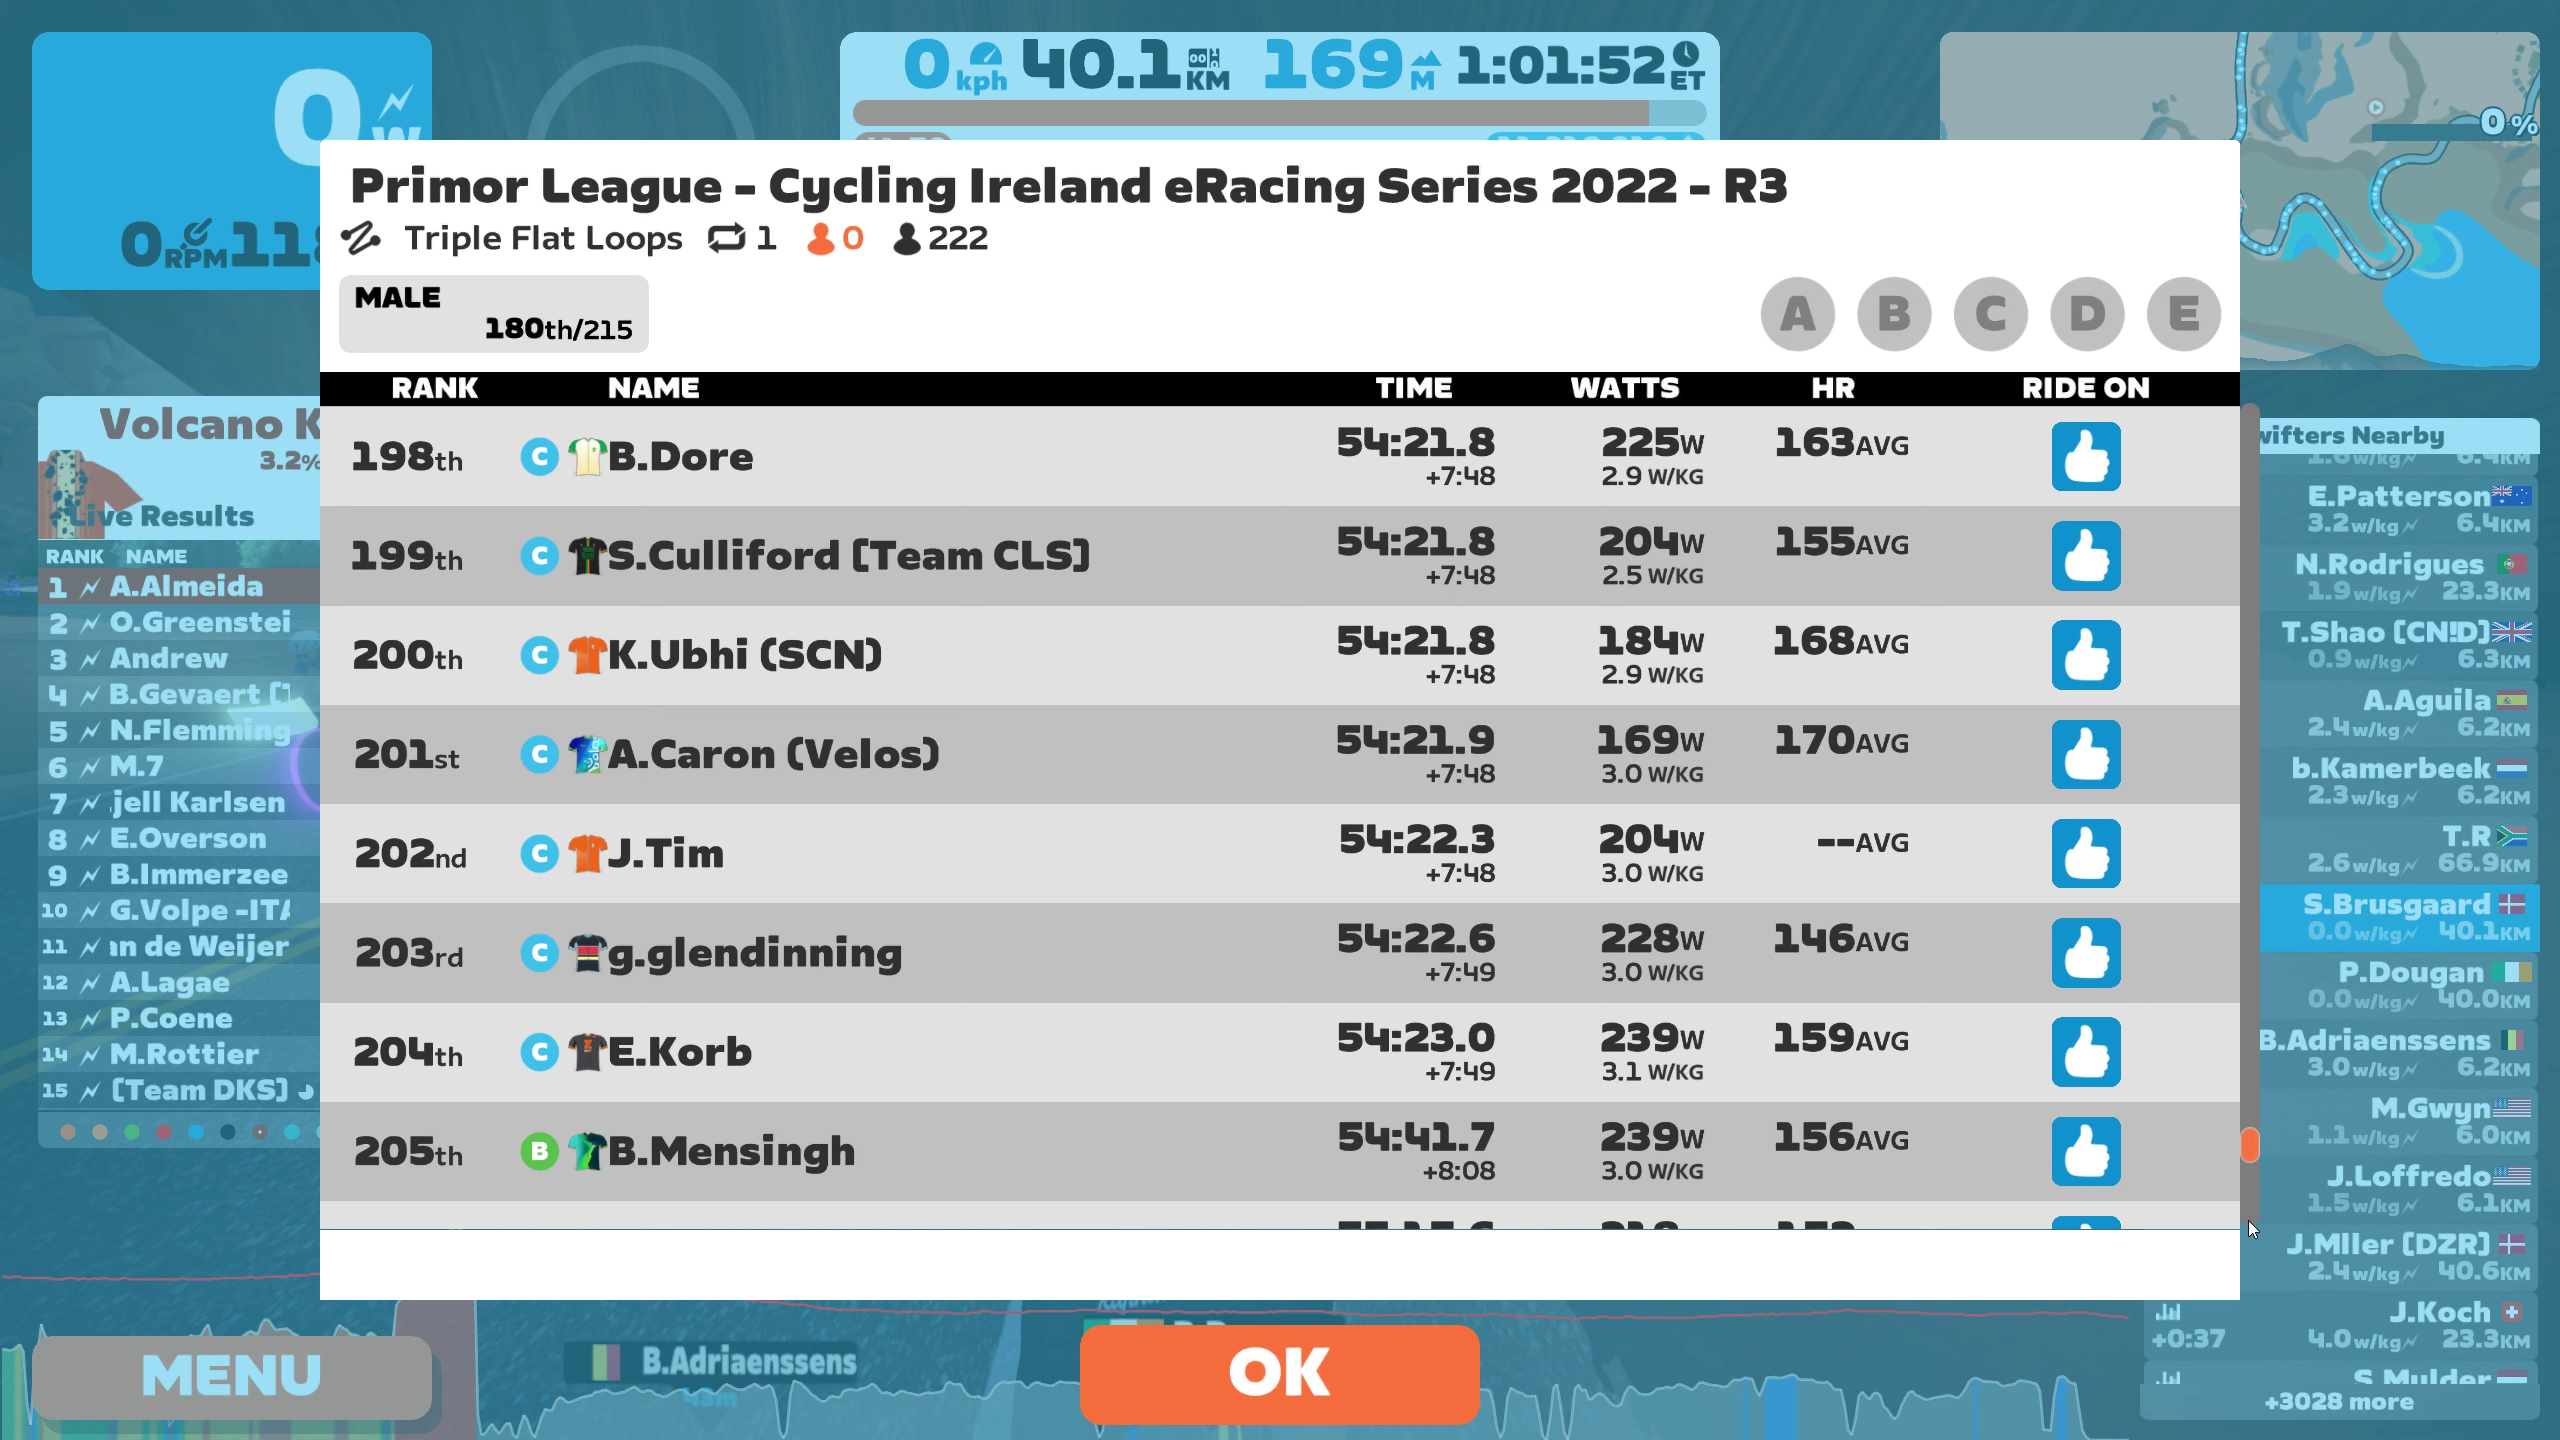 0 W
0 RPM
0 kph 40.1 KM 169 M 1:01:52 ET
0 %
Primor League - Cycling Ireland eRacing Series 2022 - R3
Triple Flat Loops 1 0 222
MALE
180th/215
A B C D E
RANK NAME TIME WATTS HR RIDE ON
198th C B.Dore 54:21.8 225W 163AVG
+7:48 2.9 W/KG
199th C S.Culliford [Team CLS] 54:21.8 204W 155AVG
+7:48 2.5 W/KG
200th C K.Ubhi (SCN) 54:21.8 184W 168AVG
+7:48 2.9 W/KG
201st C A.Caron (Velos) 54:21.9 169W 170AVG
+7:48 3.0 W/KG
202nd C J.Tim 54:22.3 204W --AVG
+7:48 3.0 W/KG
203rd C g.glendinning 54:22.6 228W 146AVG
+7:49 3.0 W/KG
204th C E.Korb 54:23.0 239W 159AVG
+7:49 3.1 W/KG
205th B B.Mensingh 54:41.7 239W 156AVG
+8:08 3.0 W/KG
Volcano K
3.2%
Live Results
RANK NAME
1 A.Almeida
2 O.Greenstei
3 Andrew
4 B.Gevaert [
5 N.Flemming
6 M.7
7 jell Karlsen
8 E.Overson
9 B.Immerzee
10 G.Volpe -ITA
11 an de Weijer
12 A.Lagae
13 P.Coene
14 M.Rottier
15 [Team DKS]
wifters Nearby
E.Patterson
3.2w/kg 6.4KM
N.Rodrigues
1.9w/kg 23.3KM
T.Shao [CN!D]
0.9w/kg 6.3KM
A.Aguila
2.4w/kg 6.2KM
b.Kamerbeek
2.3w/kg 6.2KM
T.R
2.6w/kg 66.9KM
S.Brusgaard
0.0w/kg 40.1KM
P.Dougan
0.0w/kg 40.0KM
B.Adriaenssens
3.0w/kg 6.2KM
M.Gwyn
1.1w/kg 6.0KM
J.Loffredo
1.5w/kg 6.1KM
J.Mller [DZR]
2.4w/kg 40.6KM
J.Koch
+0:37 4.0w/kg 23.3KM
S.Mulder
+3028 more
MENU
B.Adriaenssens
OK